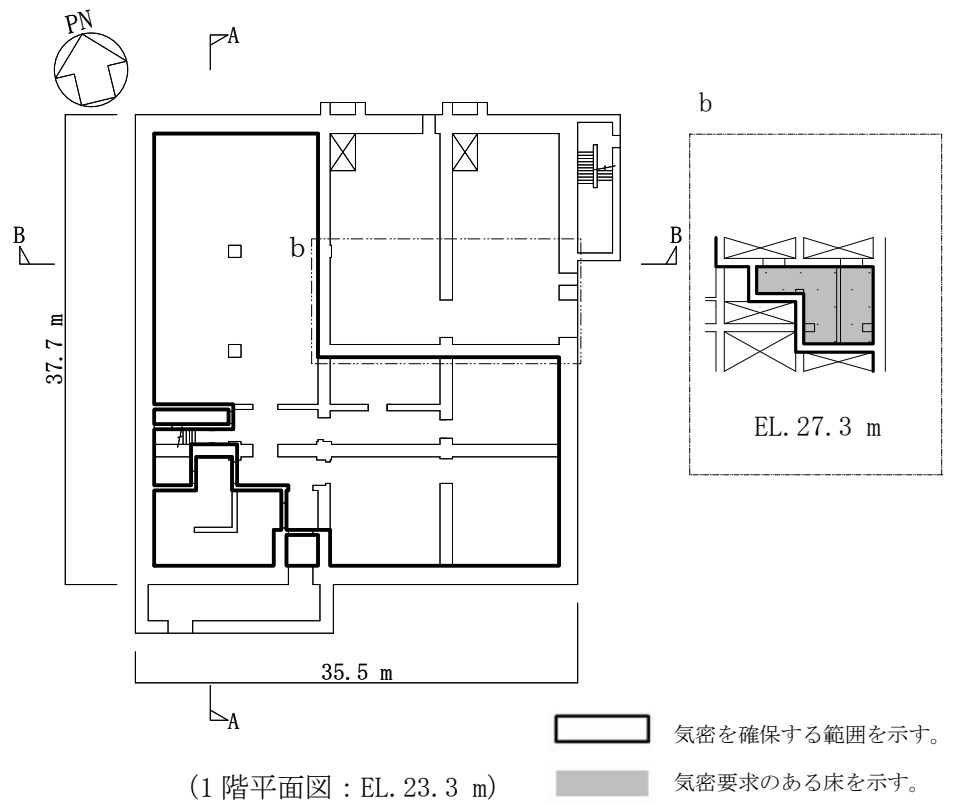 PN
A
b
B
b
B
37.7 m
EL.27.3 m
35.5 m
A
気密を確保する範囲を示す。
(1階平面図：EL.23.3 m)
気密要求のある床を示す。